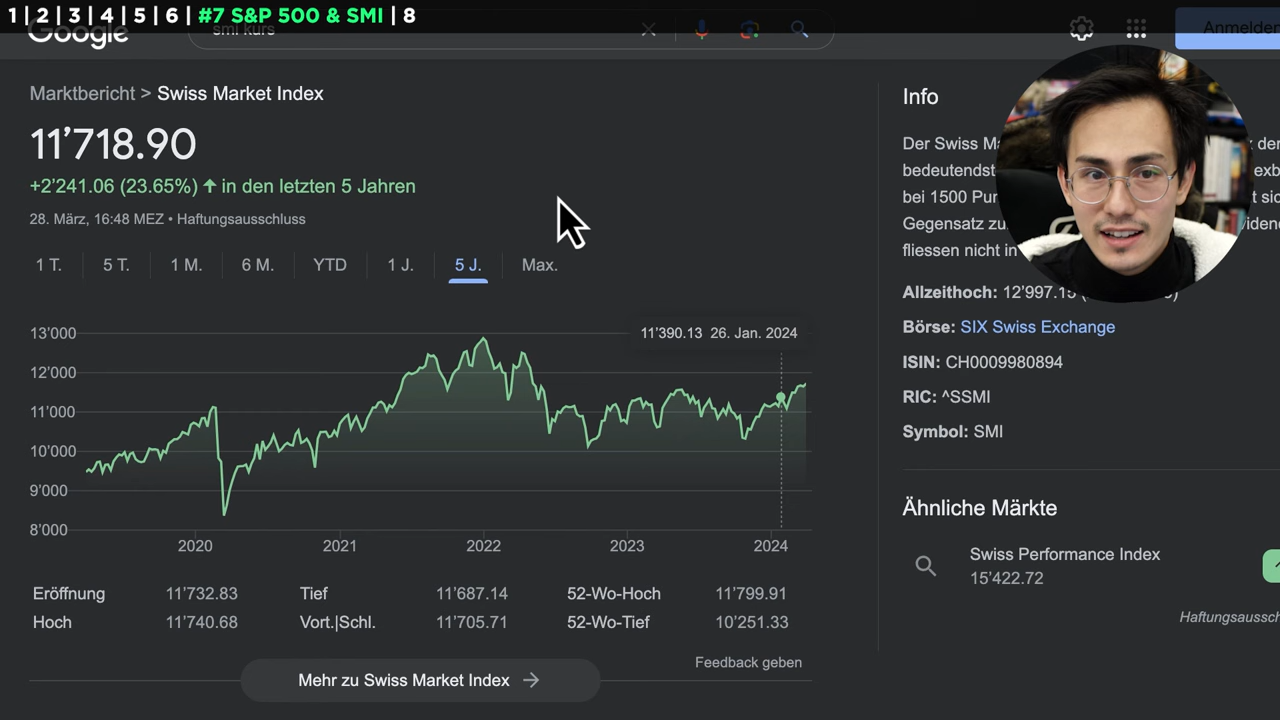 1 | 2 | 3 | 4 | 5 | 6 | #7 S&P 500 & SMI | 8
Google
smi kurs
Anmelden
Marktbericht > Swiss Market Index
11’718.90
+2’241.06 (23.65%) ↑ in den letzten 5 Jahren
28. März, 16:48 MEZ • Haftungsausschluss
1 T.
5 T.
1 M.
6 M.
YTD
1 J.
5 J.
Max.
11’390.13 26. Jan. 2024
13’000
12’000
11’000
10’000
9’000
8’000
2020
2021
2022
2023
2024
Eröffnung 11’732.83
Tief 11’687.14
52-Wo-Hoch 11’799.91
Hoch 11’740.68
Vort.|Schl. 11’705.71
52-Wo-Tief 10’251.33
Feedback geben
Mehr zu Swiss Market Index →
Info
Der Swiss
bedeutendst
bei 1500
Gegensatz
fliessen nicht in
Allzeithoch: 12’997.15
Börse: SIX Swiss Exchange
ISIN: CH0009980894
RIC: ^SSMI
Symbol: SMI
Ähnliche Märkte
Swiss Performance Index
15’422.72
Haftungsaussch